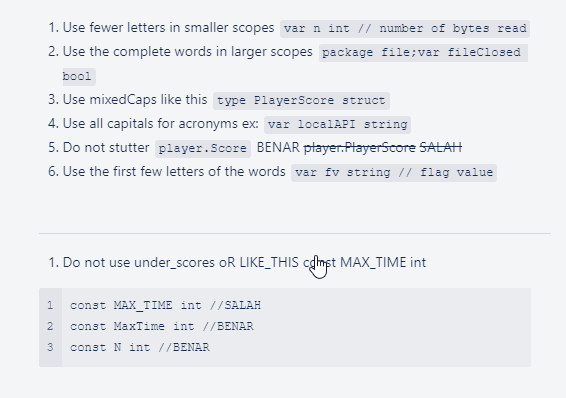 1. Use fewer letters in smaller scopes var n int // number of bytes read
2. Use the complete words in larger scopes package file;var fileClosed
bool
3. Use mixedCaps like this type PlayerScore struct
4. Use all capitals for acronyms ex: var localAPI string
5. Do not stutter player.Score BENAR player.PlayerScore SALAH
6. Use the first few letters of the words var fv string // flag value
1. Do not use under_scores oR LIKE_THIS const MAX_TIME int
1 const MAX_TIME int //SALAH
2 const MaxTime int //BENAR
3 const N int //BENAR